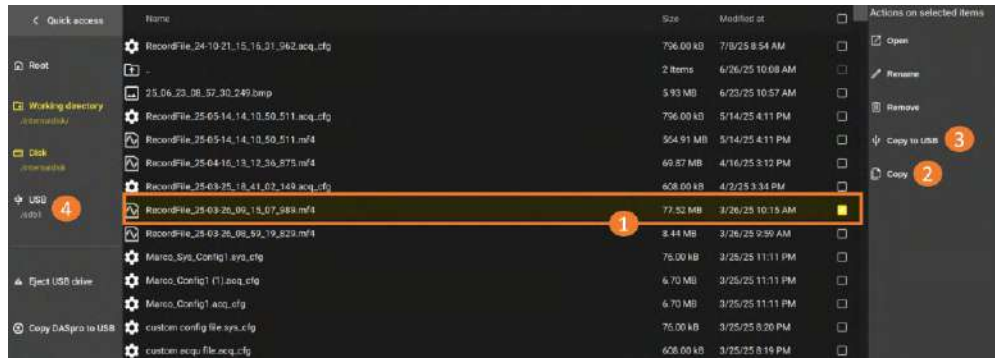 Quick access
Name Size Modified at
Actions on selected items
RecordFile_24-10-21_15_16_31_962.acq_cfg 796.00 kB 7/8/25 8:54 AM
Open
Root
- 2 Items 6/26/25 10:08 AM
Rename
25_06_23_08_57_30_249.bmp 5.93 MB 6/23/25 10:57 AM
Working directory
/internaldisk/
RecordFile_25-05-14_14_10_50_511.acq_cfg 796.00 kB 5/14/25 4:11 PM
Remove
RecordFile_25-05-14_14_10_50_511.mf4 564.91 MB 5/14/25 4:11 PM
Copy to USB 3
Disk
/internaldisk
RecordFile_25-04-16_13_12_36_875.mf4 69.87 MB 4/16/25 3:12 PM
Copy 2
RecordFile_25-03-25_18_41_02_149.acq_cfg 608.00 kB 4/2/25 3:34 PM
USB 4
/sdb1
RecordFile_25-03-26_09_15_07_989.mf4 1 77.52 MB 3/26/25 10:15 AM
RecordFile_25-03-26_08_59_19_829.mf4 8.44 MB 3/26/25 9:59 AM
Marco_Sys_Config1.sys_cfg 76.00 kB 3/25/25 11:11 PM
Eject USB drive
Marco_Config1 (1).acq_cfg 6.70 MB 3/25/25 11:11 PM
Marco_Config1.acq_cfg 6.70 MB 3/25/25 11:11 PM
Copy DASpro to USB
custom config file.sys_cfg 76.00 kB 3/25/25 8:20 PM
custom acqu file.acq_cfg 608.00 kB 3/25/25 8:19 PM